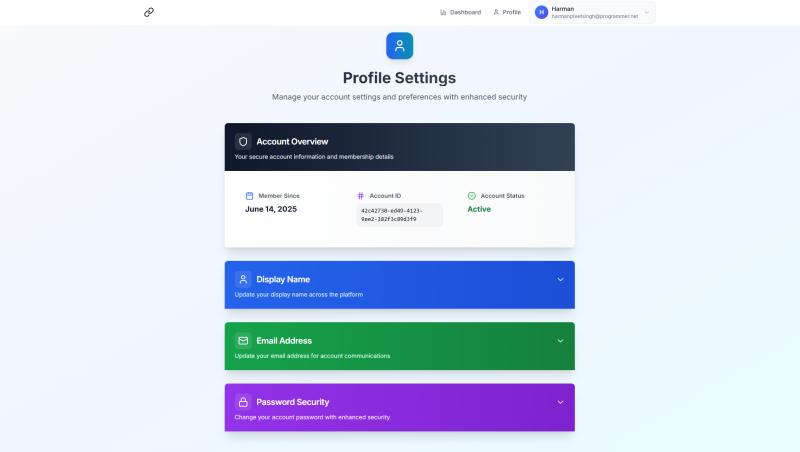 Dashboard
Profile
H
Harman
harmanpreetsingh@programmer.net
Profile Settings
Manage your account settings and preferences with enhanced security
Account Overview
Your secure account information and membership details
Member Since
June 14, 2025
Account ID
42c42730-ed49-4123-
9ee2-382f3c89d3f9
Account Status
Active
Display Name
Update your display name across the platform
Email Address
Update your email address for account communications
Password Security
Change your account password with enhanced security